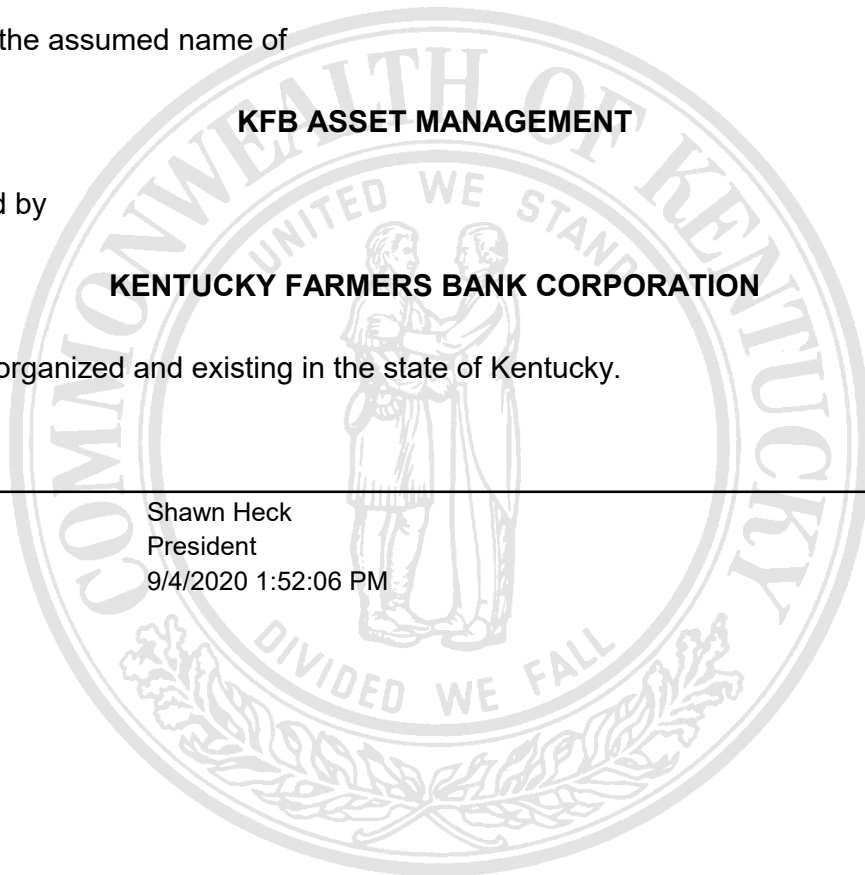 the assumed name of
KFB ASSET MANAGEMENT
d by
KENTUCKY FARMERS BANK CORPORATION
organized and existing in the state of Kentucky.
Shawn Heck
President
9/4/2020 1:52:06 PM
COMMONWEALTH OF KENTUCKY
UNITED WE STAND
DIVIDED WE FALL